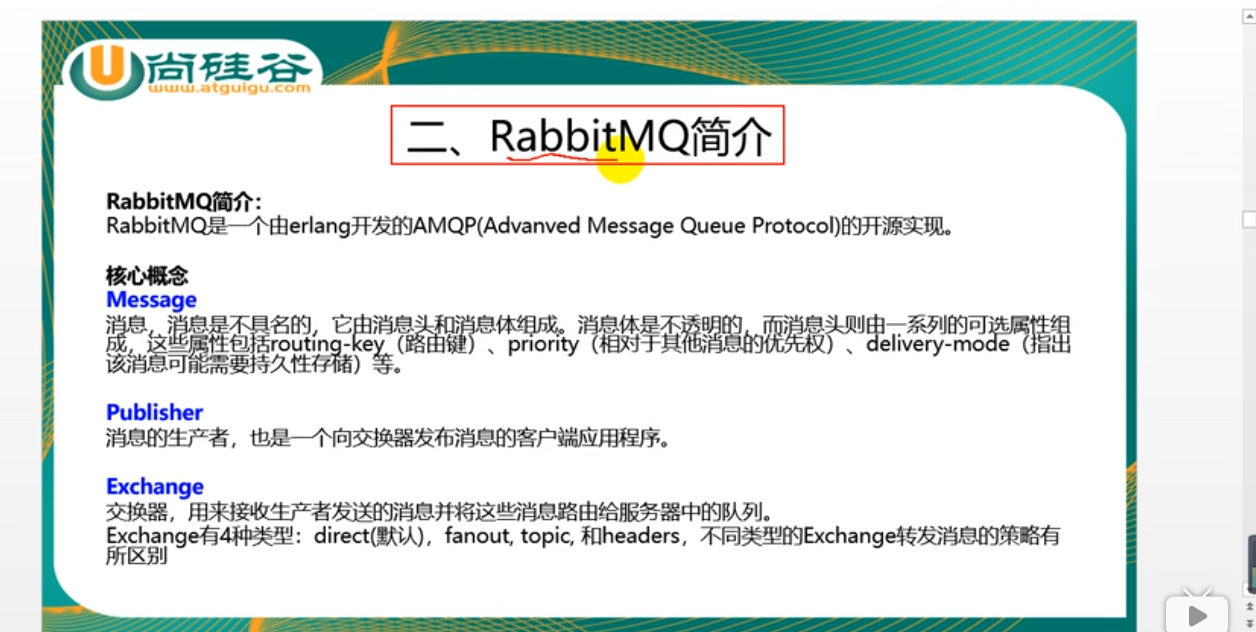 尚硅谷
www.atguigu.com
二、RabbitMQ简介
RabbitMQ简介：
RabbitMQ是一个由erlang开发的AMQP(Advanved Message Queue Protocol)的开源实现。
核心概念
Message
消息，消息是不具名的，它由消息头和消息体组成。消息体是不透明的，而消息头则由一系列的可选属性组
成，这些属性包括routing-key（路由键）、priority（相对于其他消息的优先权）、delivery-mode（指出
该消息可能需要持久性存储）等。
Publisher
消息的生产者，也是一个向交换器发布消息的客户端应用程序。
Exchange
交换器，用来接收生产者发送的消息并将这些消息路由给服务器中的队列。
Exchange有4种类型：direct(默认)，fanout, topic, 和headers，不同类型的Exchange转发消息的策略有
所区别